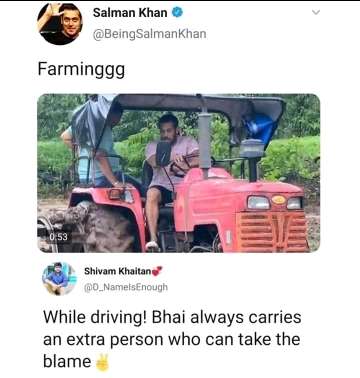 Salman Khan
@BeingSalmanKhan
Farminggg
0:53
Shivam Khaitan💕
@D_NameIsEnough
While driving! Bhai always carries
an extra person who can take the
blame✌